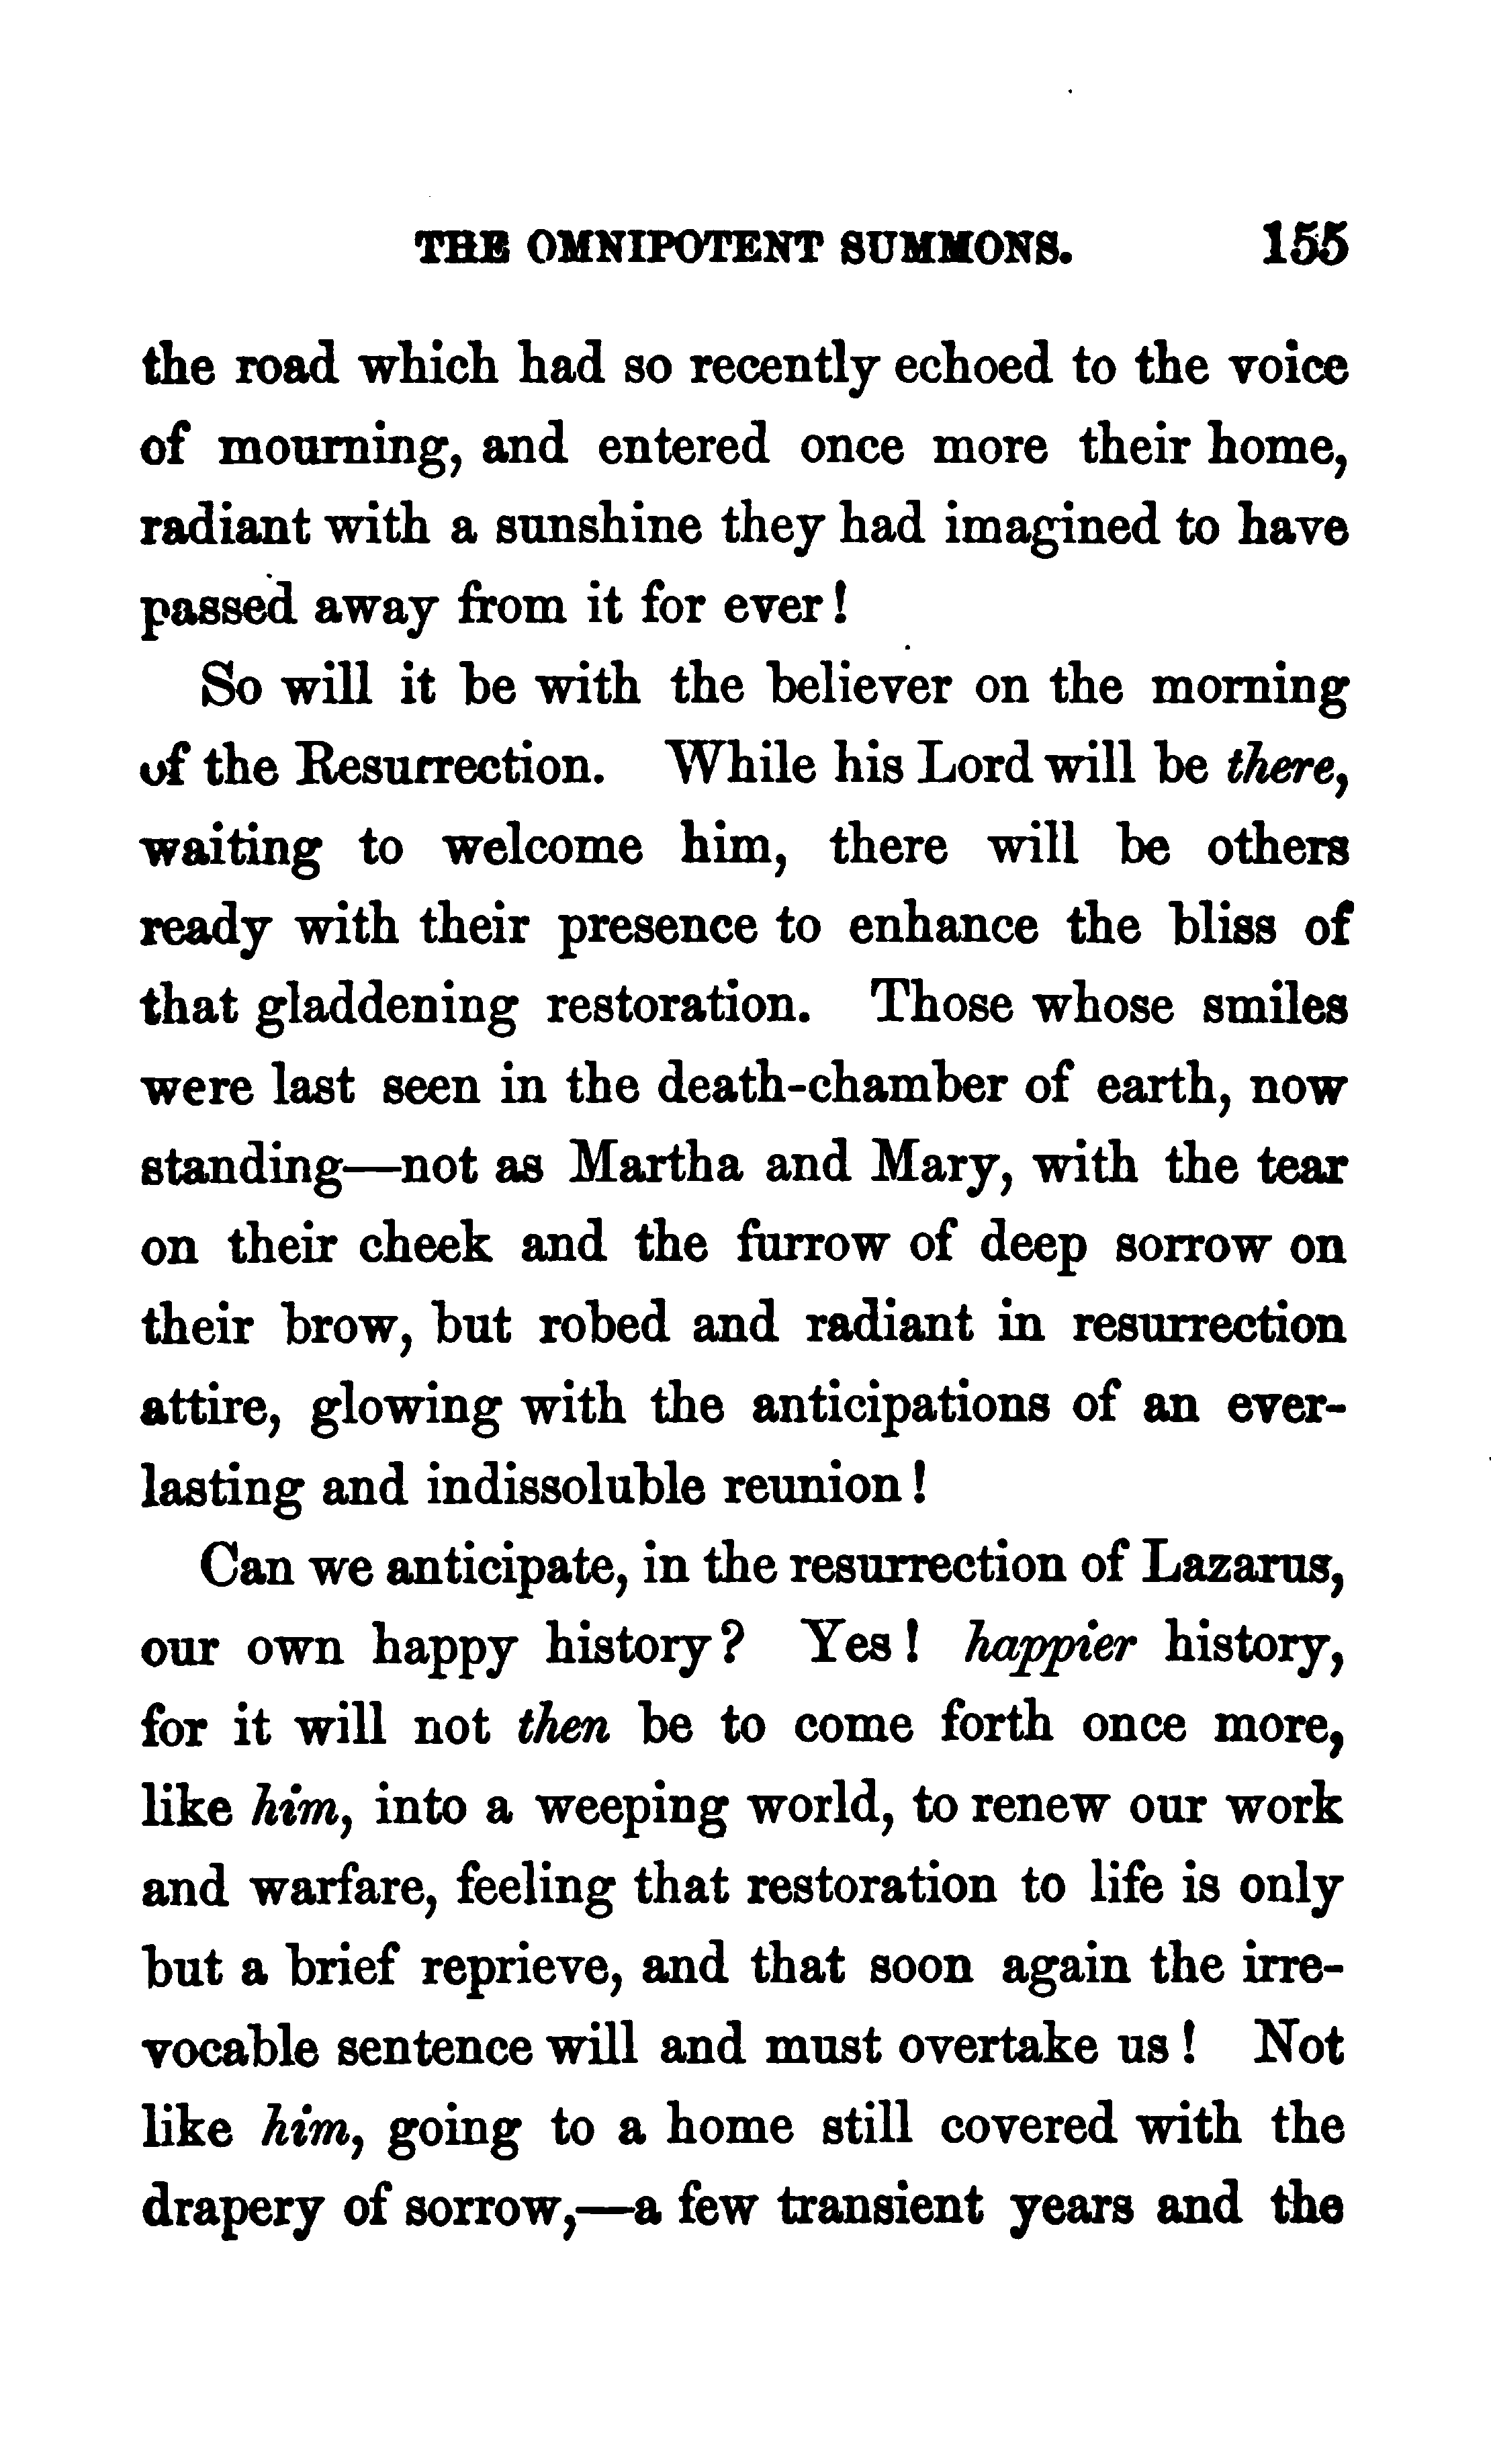 THE OMNIPOTENT SUMMONS. 155
the road which had so recently echoed to the voice
of mourning, and entered once more their home,
radiant with a sunshine they had imagined to have
passed away from it for ever!
So will it be with the believer on the morning
of the Resurrection. While his Lord will be there,
waiting to welcome him, there will be others
ready with their presence to enhance the bliss of
that gladdening restoration. Those whose smiles
were last seen in the death-chamber of earth, now
standing—not as Martha and Mary, with the tear
on their cheek and the furrow of deep sorrow on
their brow, but robed and radiant in resurrection
attire, glowing with the anticipations of an ever-
lasting and indissoluble reunion!
Can we anticipate, in the resurrection of Lazarus,
our own happy history? Yes! happier history,
for it will not then be to come forth once more,
like him, into a weeping world, to renew our work
and warfare, feeling that restoration to life is only
but a brief reprieve, and that soon again the irre-
vocable sentence will and must overtake us! Not
like him, going to a home still covered with the
drapery of sorrow,—a few transient years and the